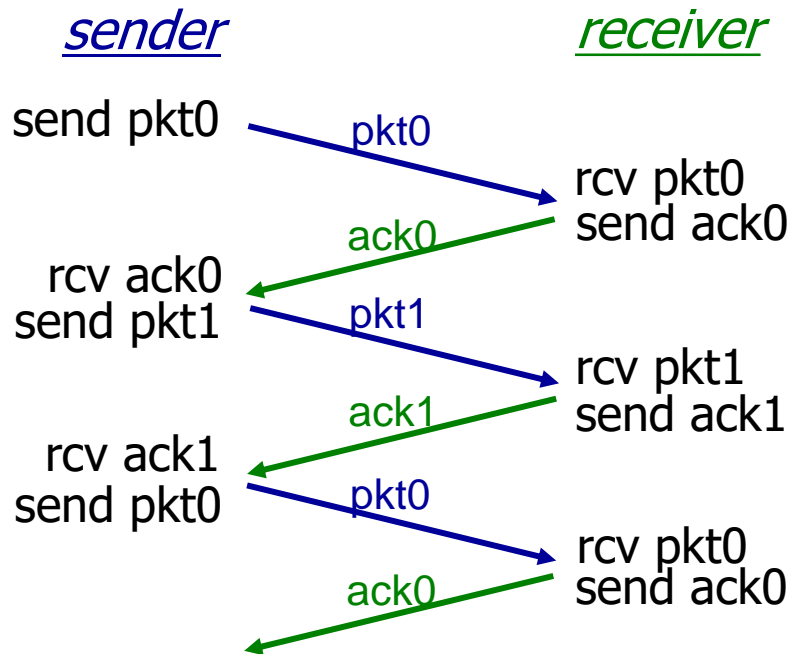 sender
receiver
send pkt0
pkt0
rcv pkt0
send ack0
ack0
rcv ack0
send pkt1
pkt1
rcv pkt1
send ack1
ack1
rcv ack1
send pkt0
pkt0
rcv pkt0
send ack0
ack0